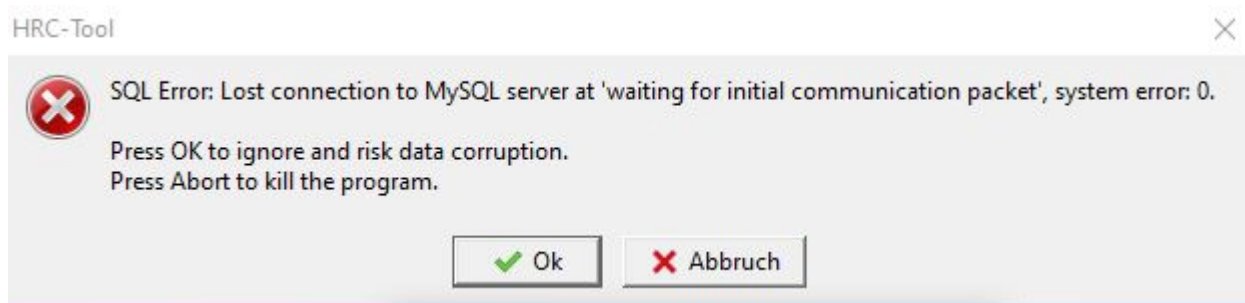 HRC-Tool
SQL Error: Lost connection to MySQL server at 'waiting for initial communication packet', system error: 0.
Press OK to ignore and risk data corruption.
Press Abort to kill the program.
Ok
Abbruch